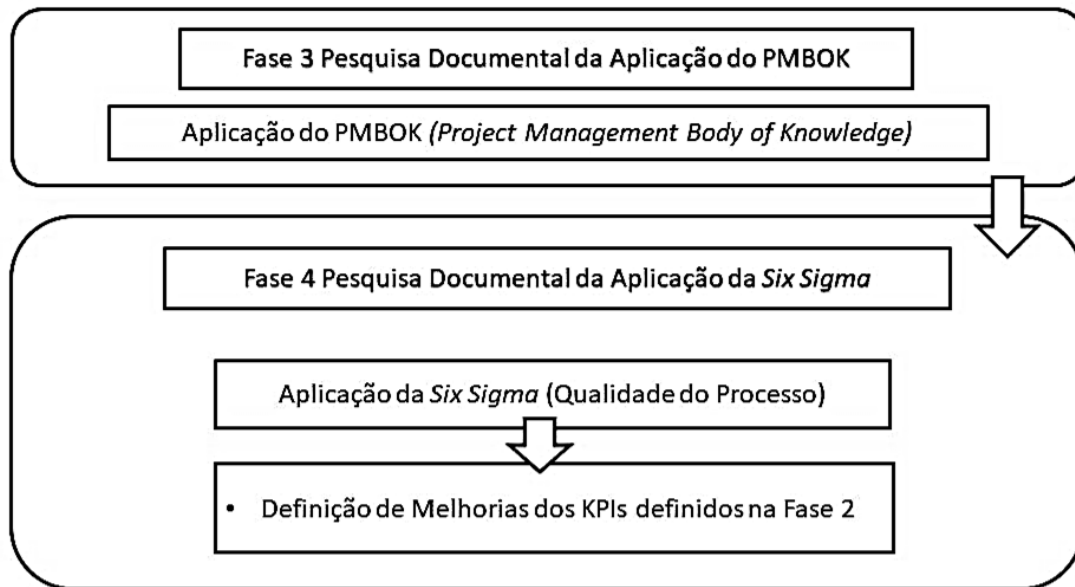 Fase 3 Pesquisa Documental da Aplicação do PMBOK
Aplicação do PMBOK (Project Management Body of Knowledge)
Fase 4 Pesquisa Documental da Aplicação da Six Sigma
Aplicação da Six Sigma (Qualidade do Processo)
• Definição de Melhorias dos KPIs definidos na Fase 2